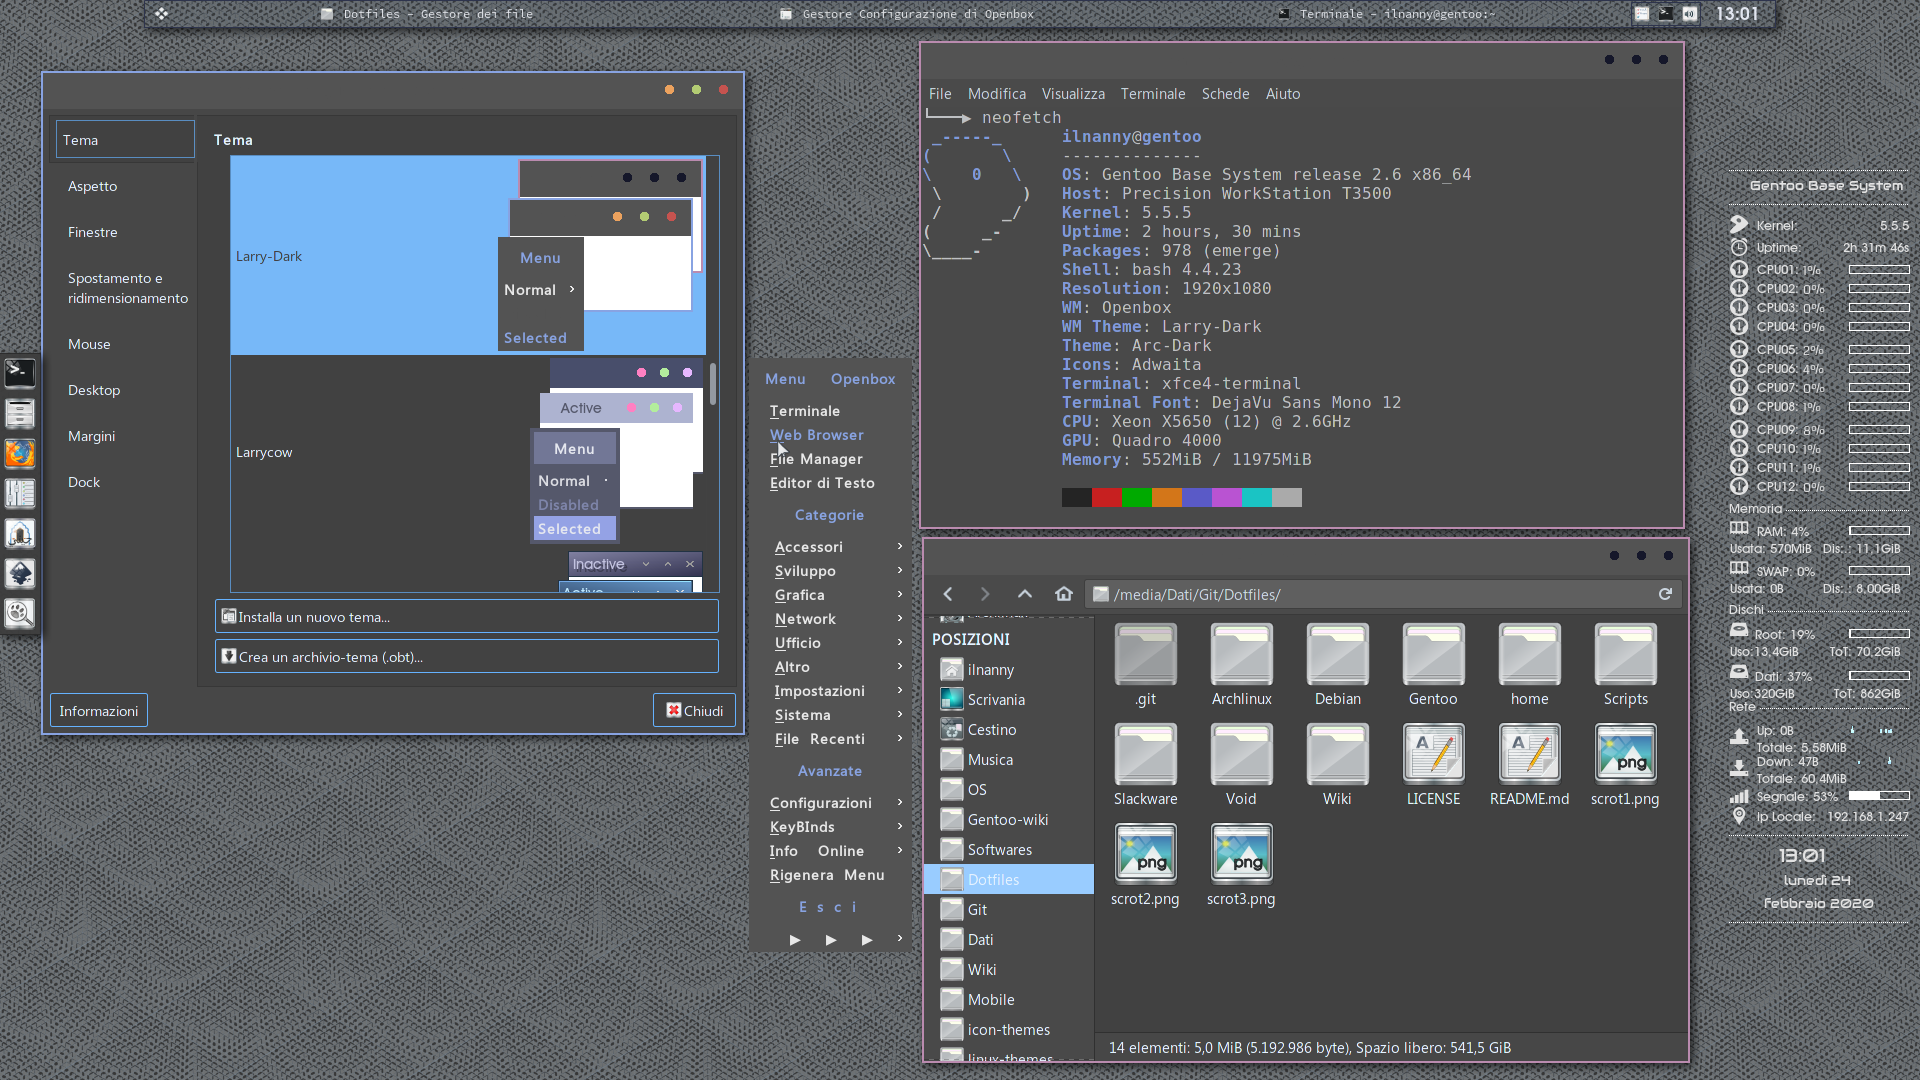 Dotfiles - Gestore dei file
Gestore Configurazione di Openbox
Terminale - ilnanny@gentoo:~
13:01
Tema
Aspetto
Finestre
Spostamento e
ridimensionamento
Mouse
Desktop
Margini
Dock
Tema
Larry-Dark
Menu
Normal
Selected
Larrycow
Active
Menu
Normal
Disabled
Selected
Inactive
Active
Installa un nuovo tema...
Crea un archivio-tema (.obt)...
Informazioni
Chiudi
Menu Openbox
Terminale
Web Browser
File Manager
Editor di Testo
Categorie
Accessori
Sviluppo
Grafica
Network
Ufficio
Altro
Impostazioni
Sistema
File Recenti
Avanzate
Configurazioni
KeyBInds
Info Online
Rigenera Menu
E s c i
File Modifica Visualizza Terminale Schede Aiuto
neofetch
ilnanny@gentoo
--------------
OS: Gentoo Base System release 2.6 x86_64
Host: Precision WorkStation T3500
Kernel: 5.5.5
Uptime: 2 hours, 30 mins
Packages: 978 (emerge)
Shell: bash 4.4.23
Resolution: 1920x1080
WM: Openbox
WM Theme: Larry-Dark
Theme: Arc-Dark
Icons: Adwaita
Terminal: xfce4-terminal
Terminal Font: DejaVu Sans Mono 12
CPU: Xeon X5650 (12) @ 2.6GHz
GPU: Quadro 4000
Memory: 552MiB / 11975MiB
/media/Dati/Git/Dotfiles/
POSIZIONI
ilnanny
Scrivania
Cestino
Musica
OS
Gentoo-wiki
Softwares
Dotfiles
Git
Dati
Wiki
Mobile
icon-themes
linux-themes
.git Archlinux Debian Gentoo home Scripts
Slackware Void Wiki LICENSE README.md scrot1.png
scrot2.png scrot3.png
14 elementi: 5,0 MiB (5.192.986 byte), Spazio libero: 541,5 GiB
Gentoo Base System
Kernel: 5.5.5
Uptime: 2h 31m 46s
CPU01: 1%
CPU02: 0%
CPU03: 0%
CPU04: 0%
CPU05: 2%
CPU06: 4%
CPU07: 0%
CPU08: 1%
CPU09: 8%
CPU10: 1%
CPU11: 1%
CPU12: 0%
Memoria
RAM: 4%
Usata: 570MiB Dis..: 11,1GiB
SWAP: 0%
Usata: 0B Dis..: 8,00GiB
Dischi
Root: 19%
Uso:13,4GiB ToT: 70,2GiB
Dati: 37%
Uso:320GiB ToT: 862GiB
Rete
Up: 0B
Totale: 5,58MiB
Down: 47B
Totale: 60,4MiB
Segnale: 53%
Ip Locale: 192.168.1.247
13:01
lunedì 24
febbraio 2020